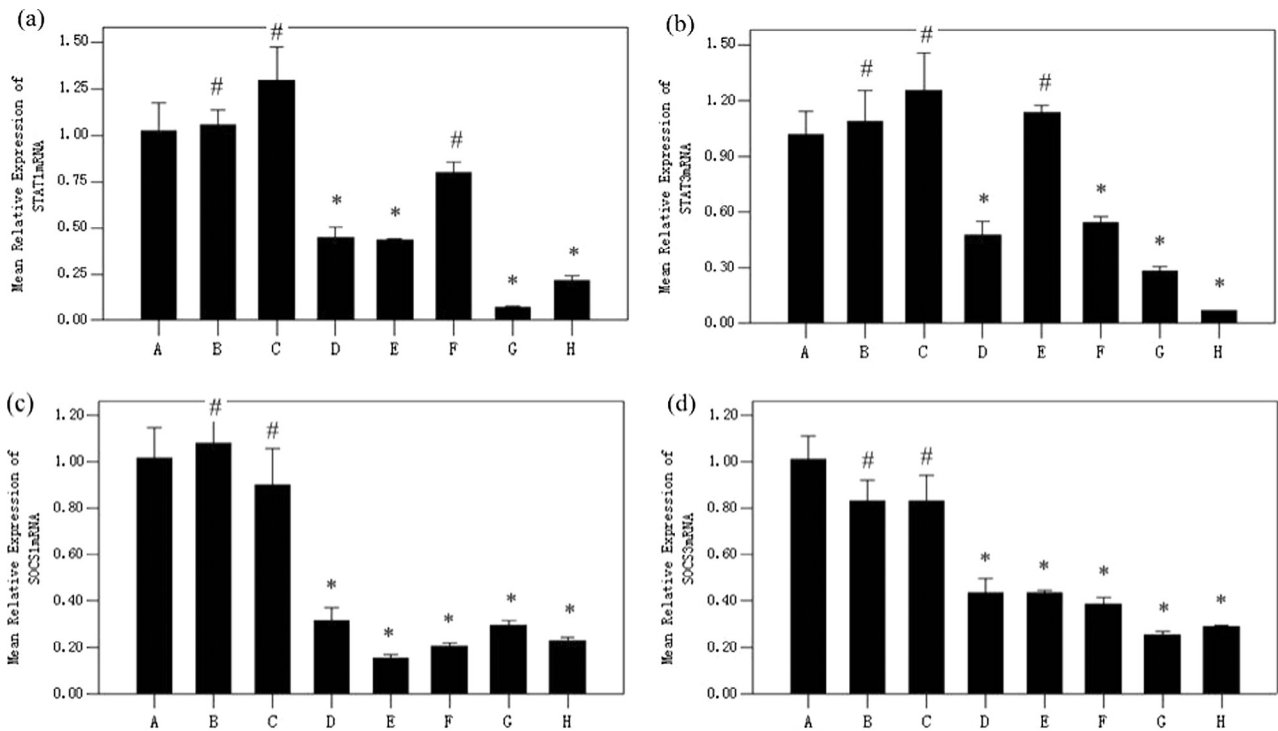 (a)
Mean Relative Expression of
STAT1mRNA
1.50
1.25
1.00
0.75
0.50
0.25
0.00
# # * * # * *
A B C D E F G H
(b)
Mean Relative Expression of
STAT3mRNA
1.50
1.20
0.90
0.60
0.30
0.00
# # * # * * *
A B C D E F G H
(c)
Mean Relative Expression of
SOCS1mRNA
1.20
1.00
0.80
0.60
0.40
0.20
0.00
# # * * * * *
A B C D E F G H
(d)
Mean Relative Expression of
SOCS3mRNA
1.20
1.00
0.80
0.60
0.40
0.20
0.00
# # * * * * *
A B C D E F G H